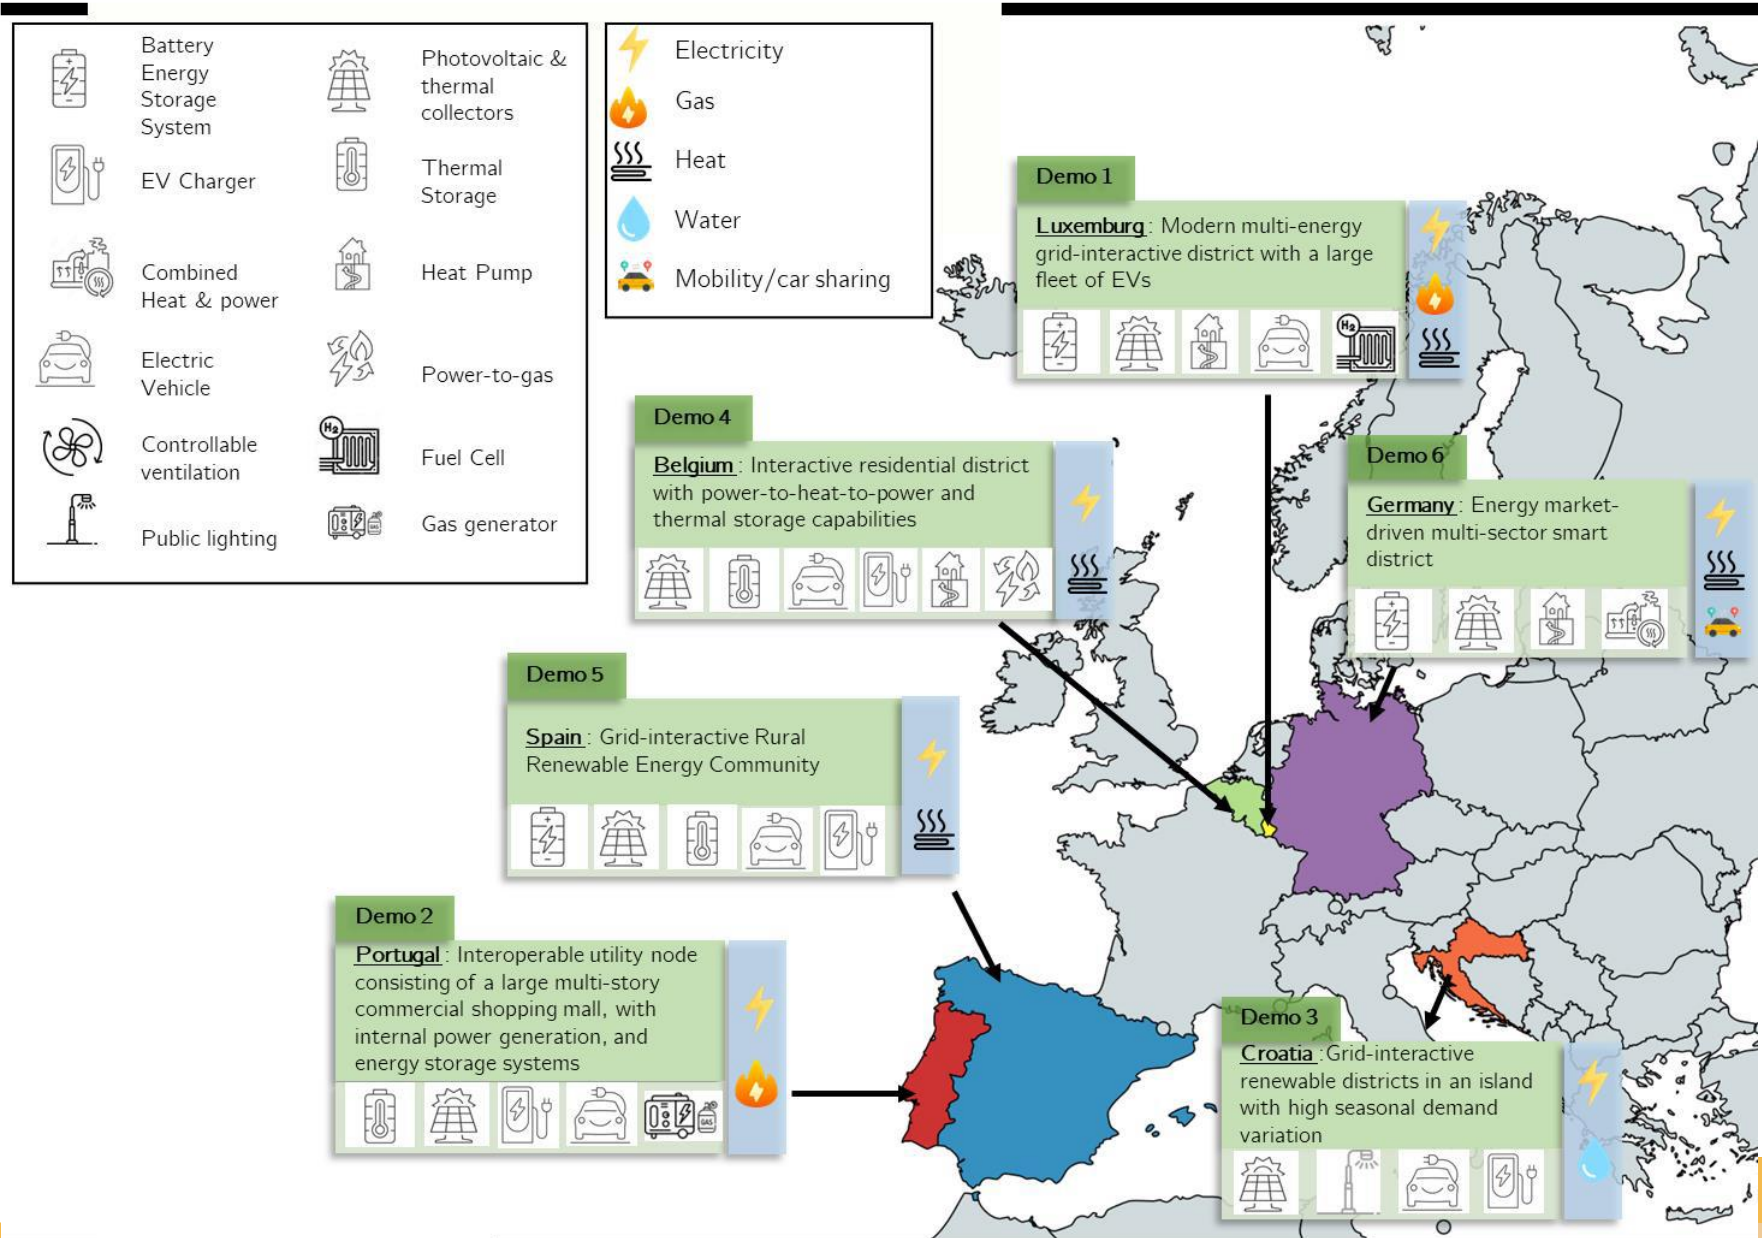 Battery
Energy
Storage
System
Photovoltaic &
thermal
collectors
EV Charger
Thermal
Storage
Combined
Heat & power
Heat Pump
Electric
Vehicle
Power-to-gas
Controllable
ventilation
H2
Fuel Cell
Public lighting
GAS
Gas generator
Electricity
Gas
Heat
Water
Mobility/car sharing
Demo 1
Luxemburg: Modern multi-energy
grid-interactive district with a large
fleet of EVs
H2
Demo 4
Belgium: Interactive residential district
with power-to-heat-to-power and
thermal storage capabilities
Demo 6
Germany: Energy market-
driven multi-sector smart
district
Demo 5
Spain: Grid-interactive Rural
Renewable Energy Community
Demo 2
Portugal: Interoperable utility node
consisting of a large multi-story
commercial shopping mall, with
internal power generation, and
energy storage systems
GAS
Demo 3
Croatia :Grid-interactive
renewable districts in an island
with high seasonal demand
variation